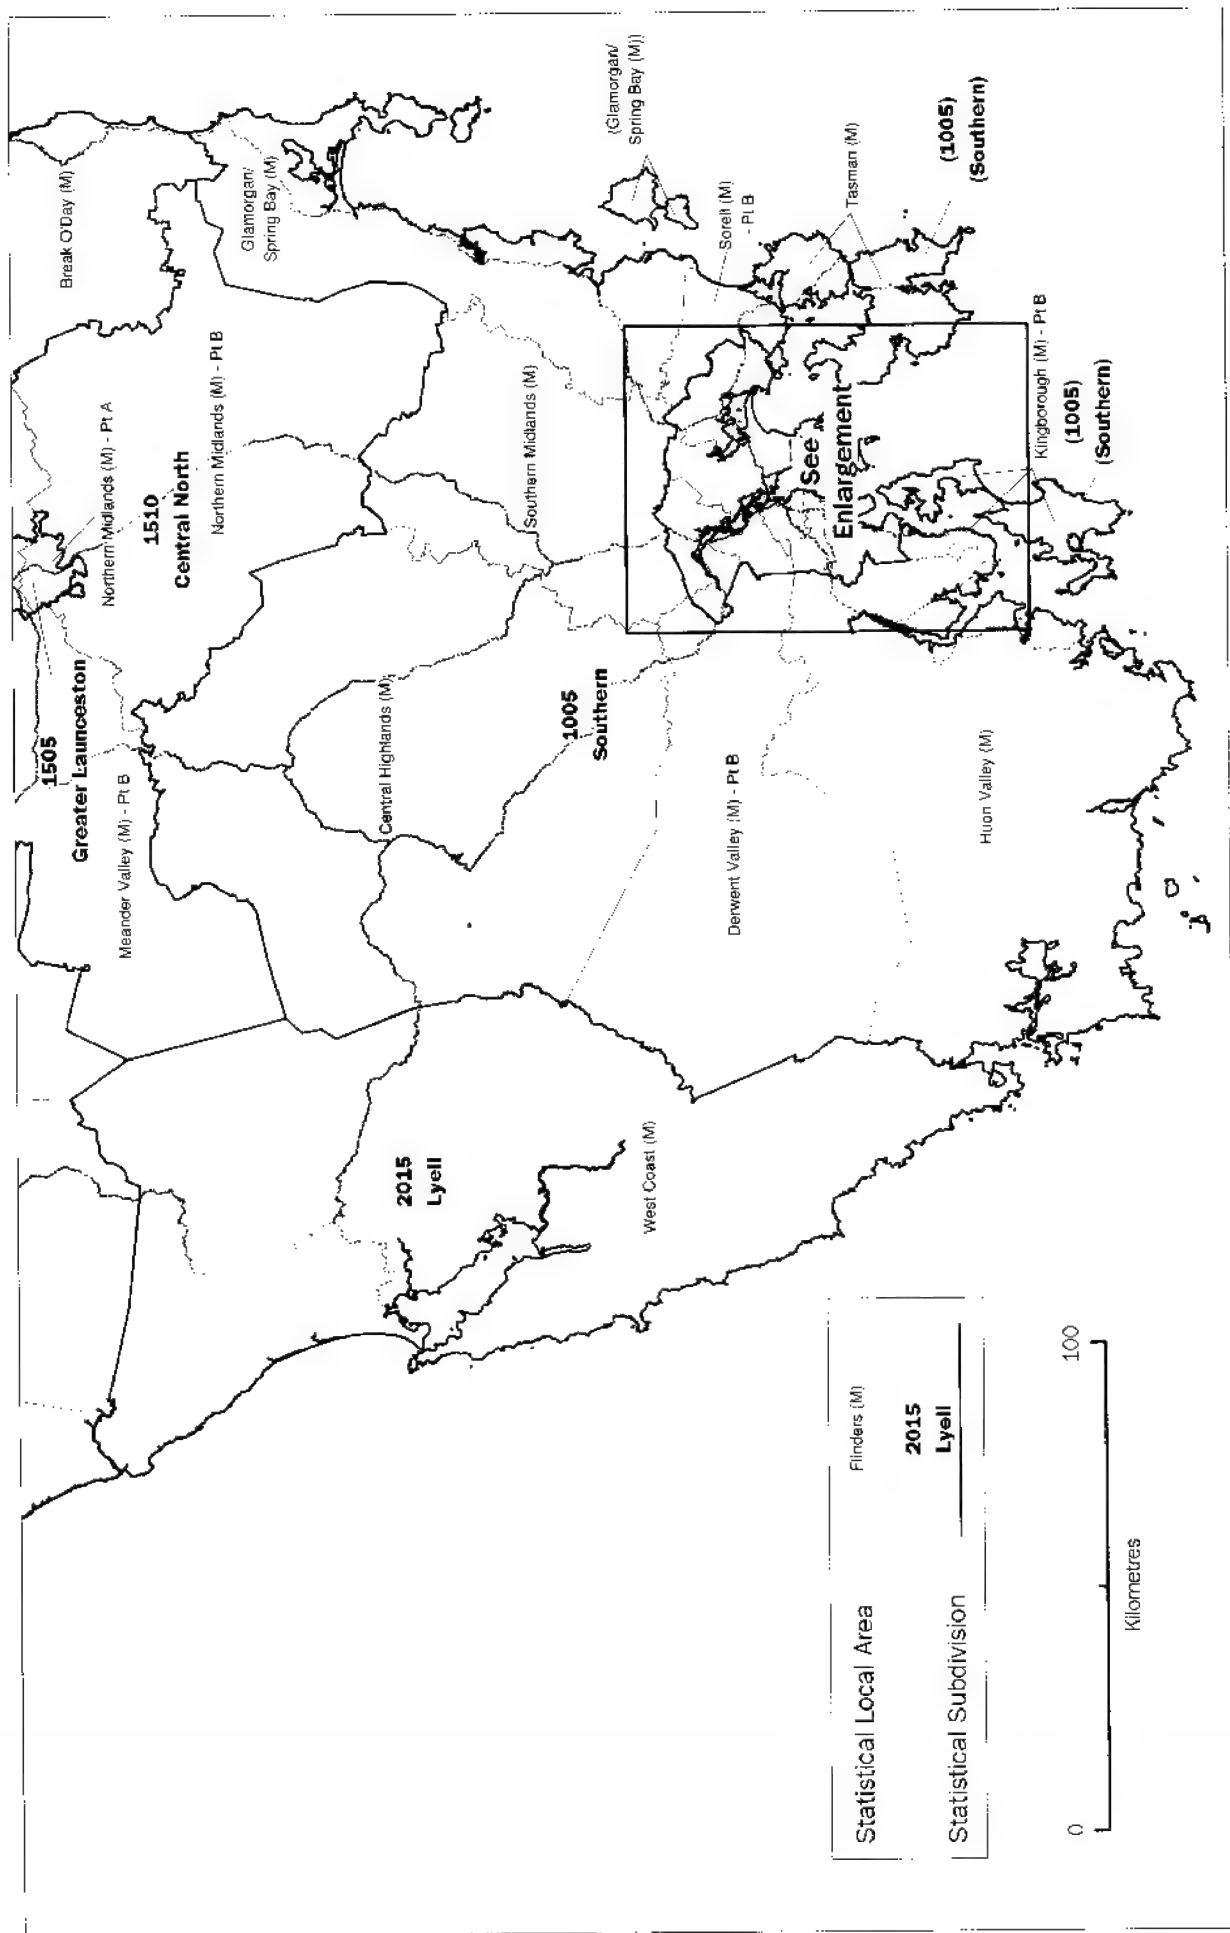 Break O'Day (M)
Glamorgan/
Spring Bay (M)
(Glamorgan/
Spring Bay (M))
Northern Midlands (M) - Pt A
1510
Central North
Northern Midlands (M) - Pt B
1505
Greater Launceston
Meander Valley (M) - Pt B
Southern Midlands (M)
Central Highlands (M)
1005
Southern
Sorell (M)
- Pt B
Tasman (M)
(1005)
(Southern)
See
Enlargement
Kingborough (M) - Pt B
(1005)
(Southern)
Derwent Valley (M) - Pt B
Huon Valley (M)
2015
Lyell
West Coast (M)
Statistical Local Area
Flinders (M)
Statistical Subdivision
2015
Lyell
0
100
Kilometres